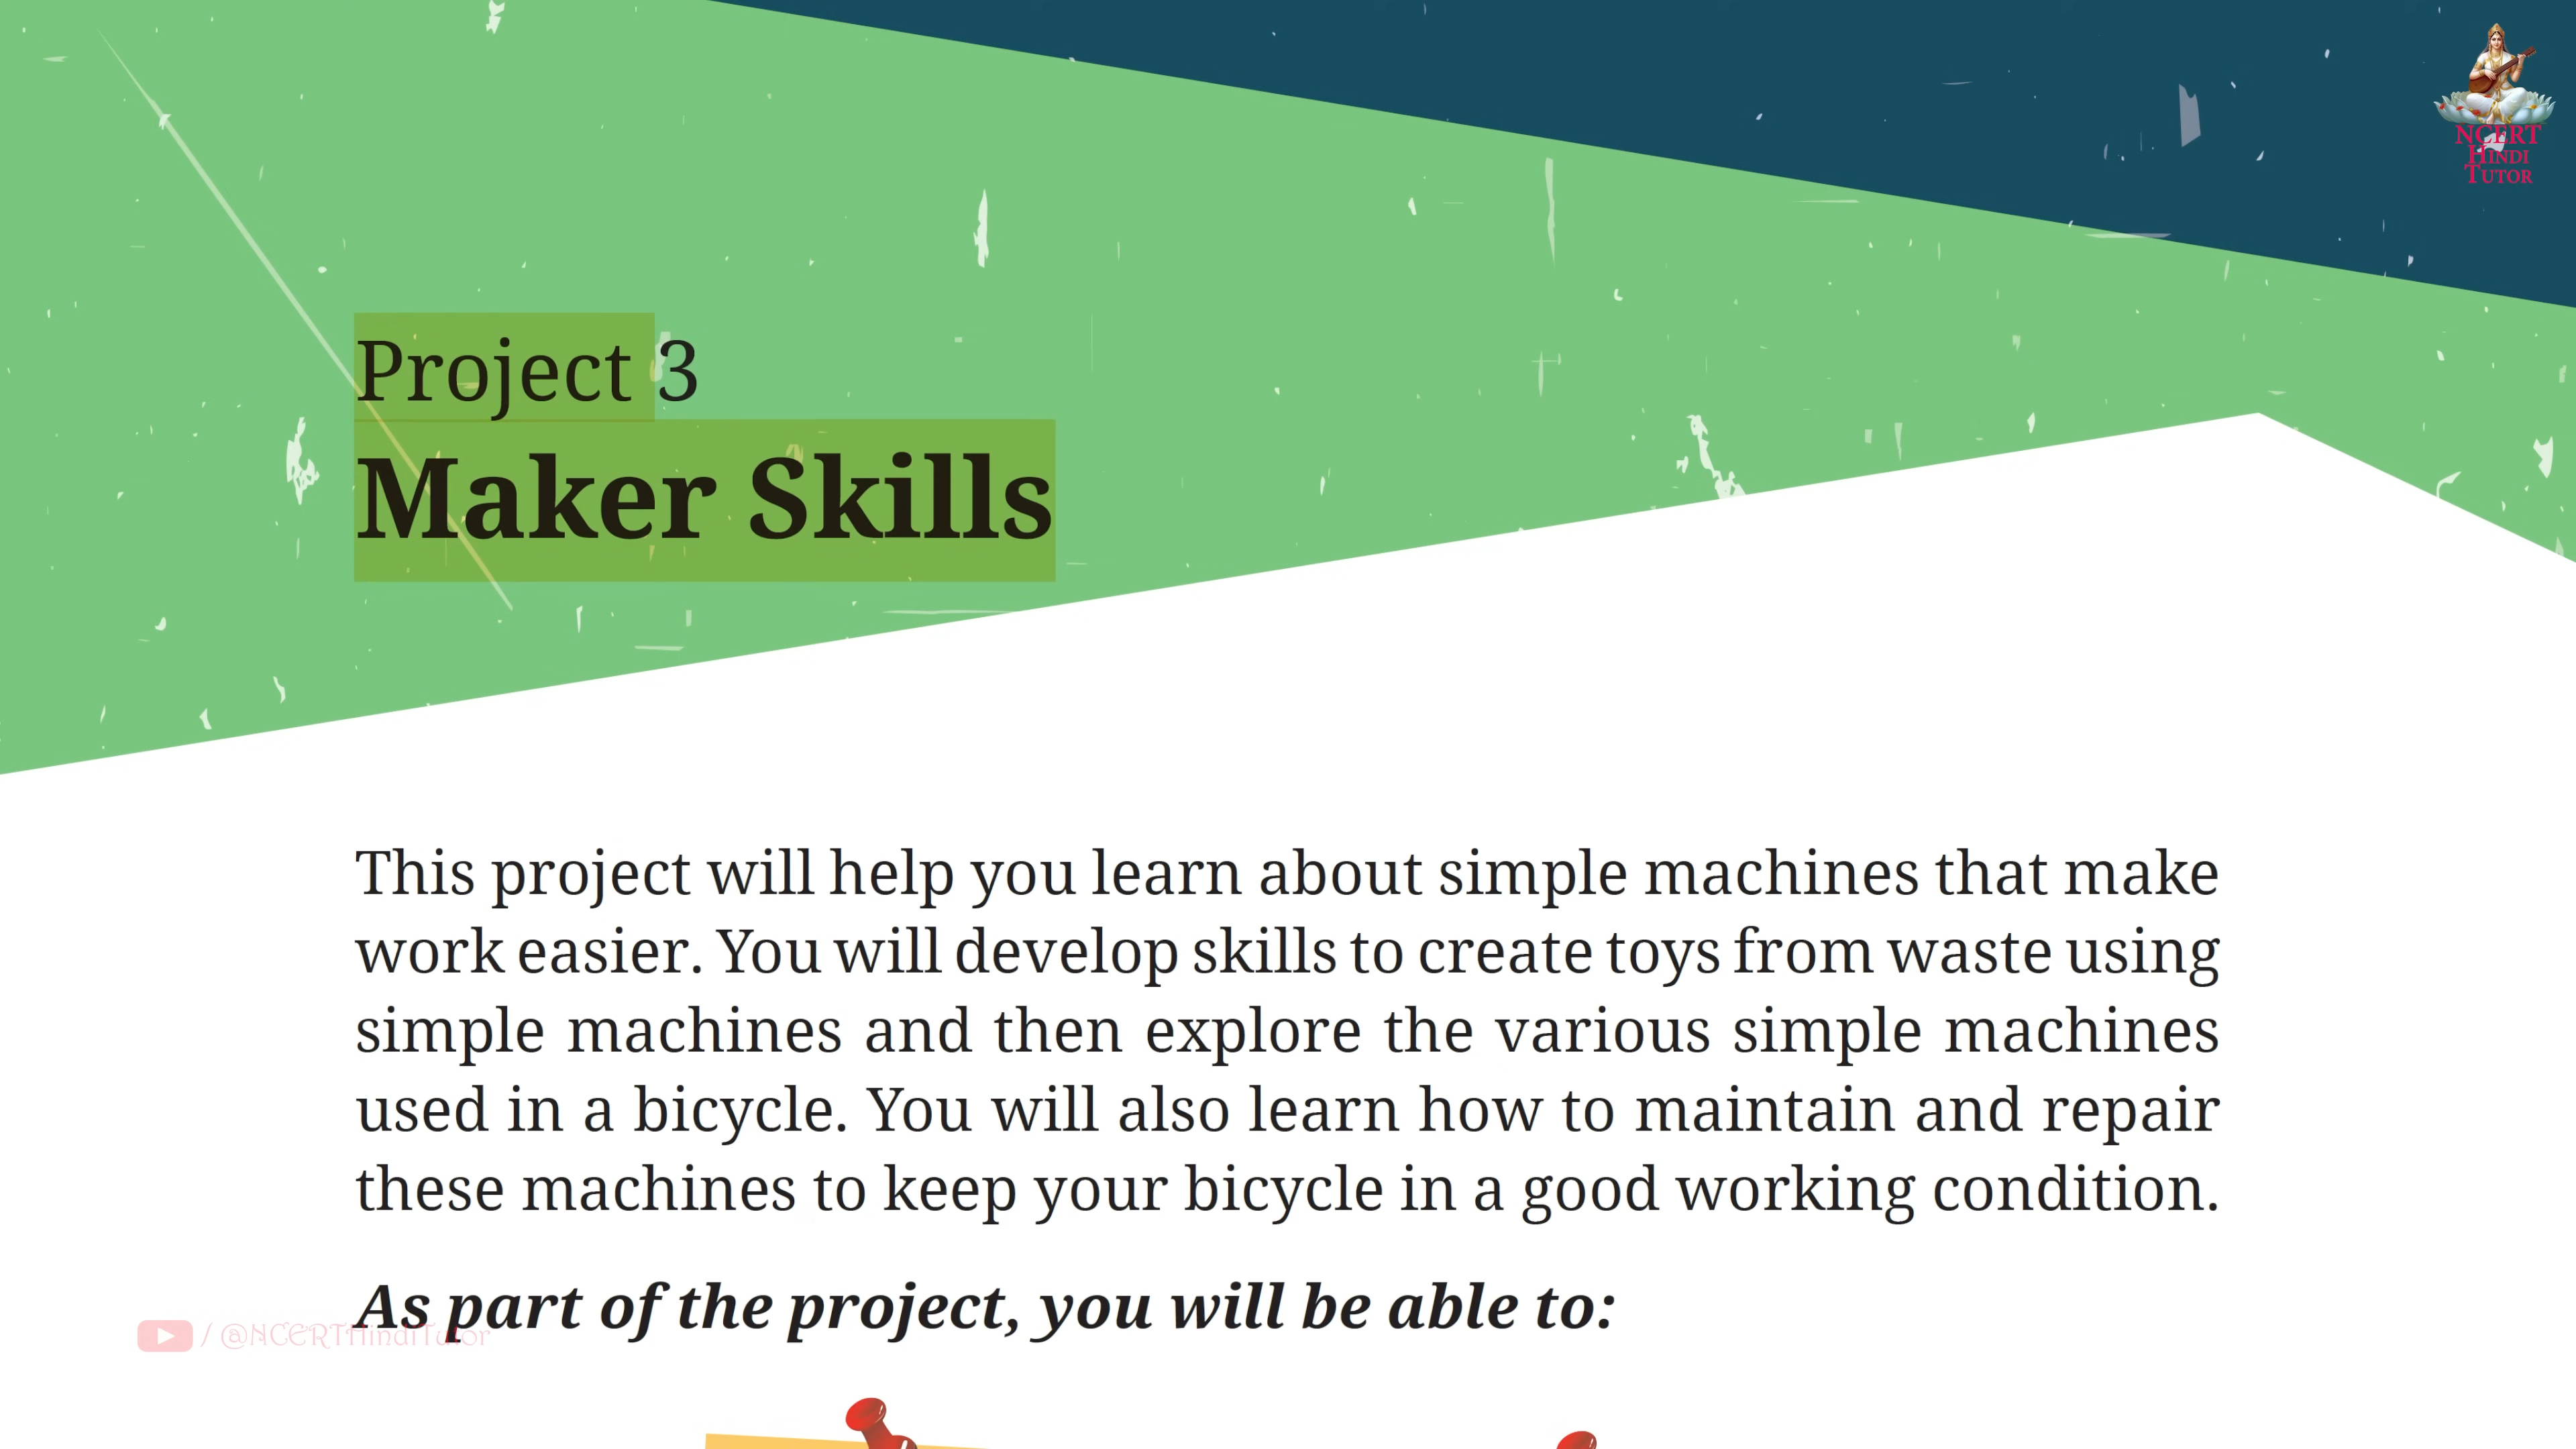 NCERT
HINDI
TUTOR
Project 3
Maker Skills
This project will help you learn about simple machines that make
work easier. You will develop skills to create toys from waste using
simple machines and then explore the various simple machines
used in a bicycle. You will also learn how to maintain and repair
these machines to keep your bicycle in a good working condition.
As part of the project, you will be able to:
/ @NCERTHindiTutor